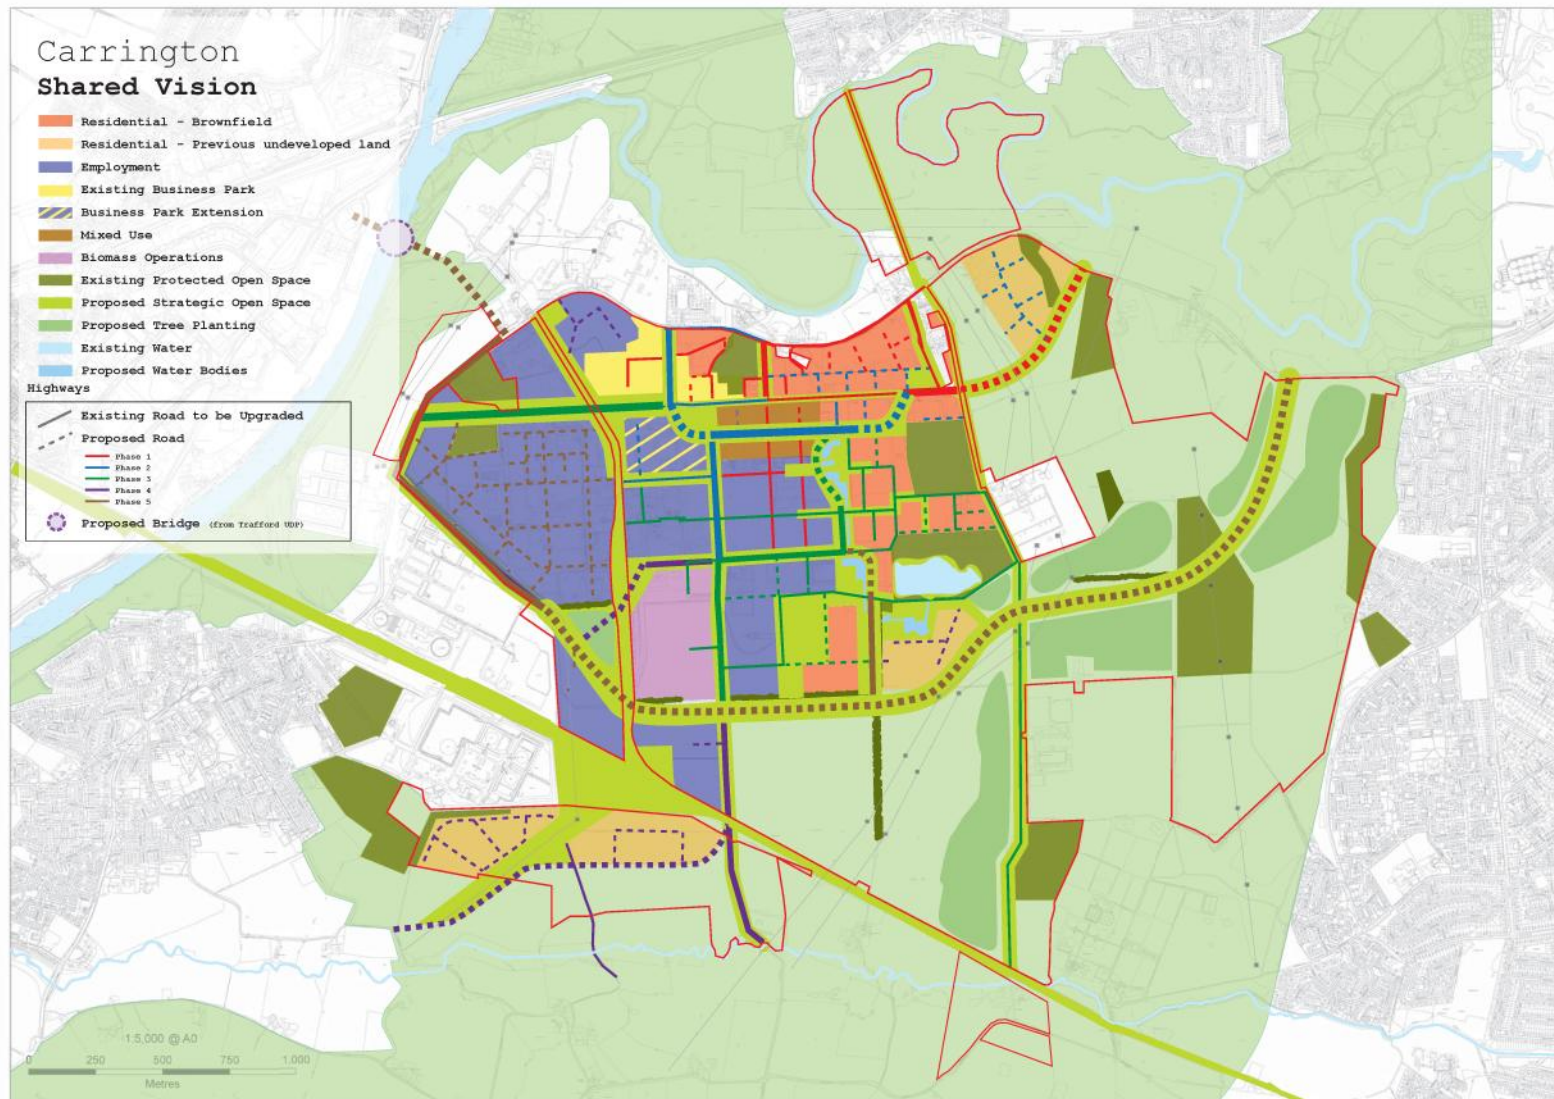 Carrington
Shared Vision
Residential - Brownfield
Residential - Previous undeveloped land
Employment
Existing Business Park
Business Park Extension
Mixed Use
Biomass Operations
Existing Protected Open Space
Proposed Strategic Open Space
Proposed Tree Planting
Existing Water
Proposed Water Bodies
Highways
Existing Road to be Upgraded
Proposed Road
Phase 1
Phase 2
Phase 3
Phase 4
Phase 5
Proposed Bridge (from Trafford UDP)
1:5,000 @ A0
0 250 500 750 1,000
Metres